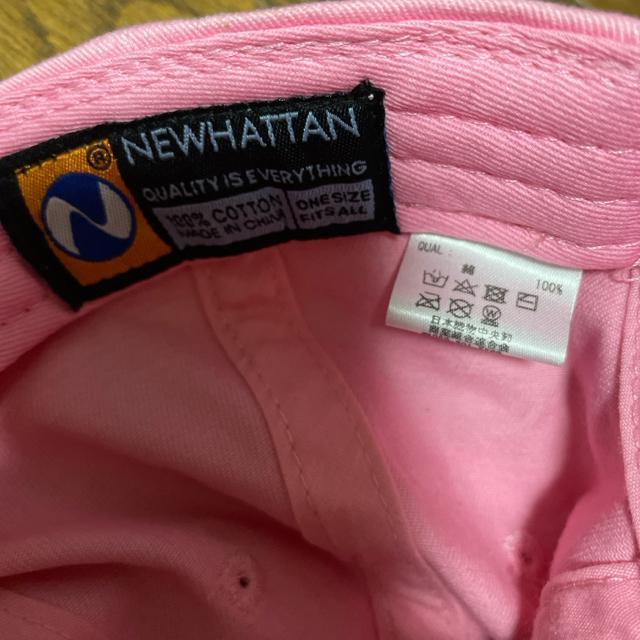 NEWHATTAN
®
QUALITY IS EVERYTHING
100% COTTON
MADE IN CHINA
ONE SIZE
FITS ALL
QUAL :
綿 100%